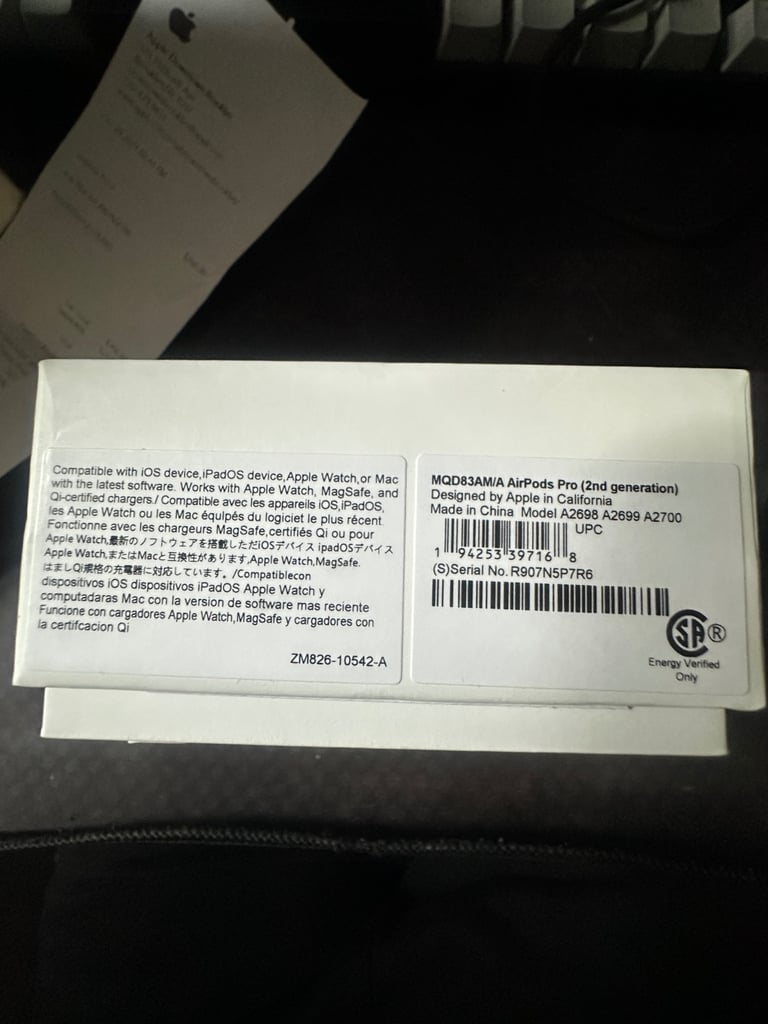 Apple Downtown Brooklyn
Compatible with iOS device,iPadOS device,Apple Watch,or Mac
with the latest software. Works with Apple Watch, MagSafe, and
Qi-certified chargers./ Compatible avec les appareils iOS,iPadOS,
les Apple Watch ou les Mac équipés du logiciel le plus récent
Fonctionne avec les chargeurs MagSafe,certifiés Qi ou pour
Apple Watch,最新のノフトウェアを搭載しただiOSデバイス ipadOSデバイス
Apple Watch,またはMacと互換性があります,Apple Watch,MagSafe.
はましQi規格の充電器に対応しています。/Compatiblecon
dispositivos iOS dispositivos iPadOS Apple Watch y
computadaras Mac con la version de software mas reciente
Funcione con cargadores Apple Watch,MagSafe y cargadores con
la certifcacion Qi
ZM826-10542-A
MQD83AM/A AirPods Pro (2nd generation)
Designed by Apple in California
Made in China Model A2698 A2699 A2700
UPC
1 94253 39716 8
(S)Serial No. R907N5P7R6
SA ®
Energy Verified
Only